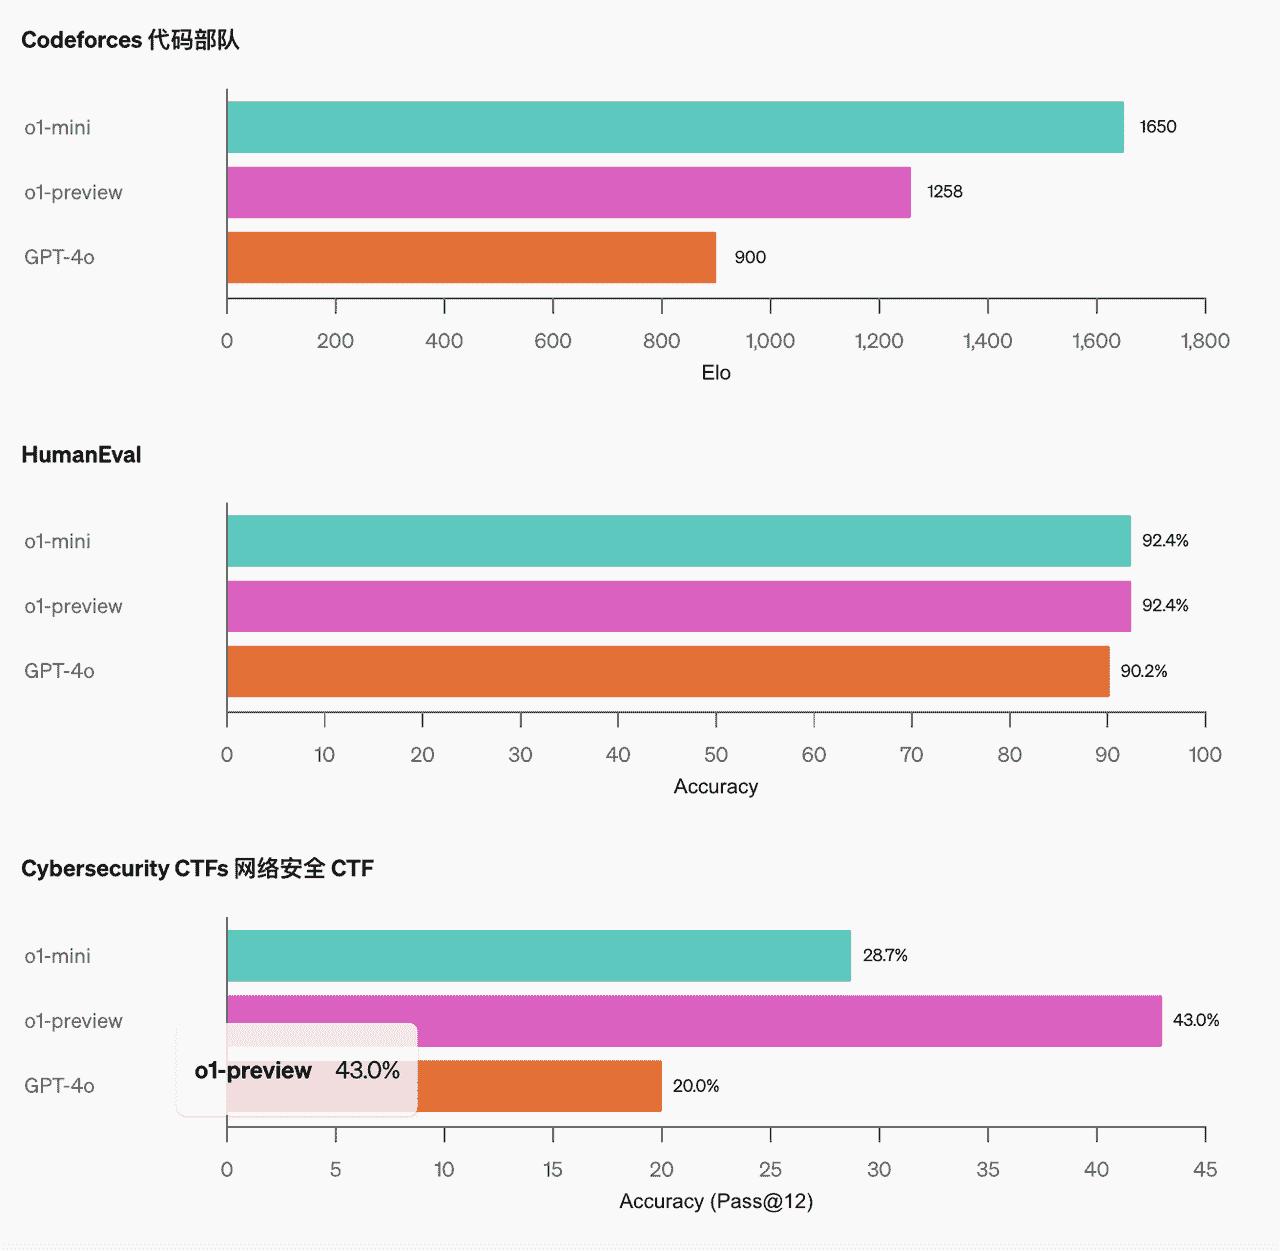 Codeforces 代码部队
o1-mini
1650
o1-preview
1258
GPT-4o
900
0 200 400 600 800 1,000 1,200 1,400 1,600 1,800
Elo
HumanEval
o1-mini
92.4%
o1-preview
92.4%
GPT-4o
90.2%
0 10 20 30 40 50 60 70 80 90 100
Accuracy
Cybersecurity CTFs 网络安全 CTF
o1-mini
28.7%
o1-preview
43.0%
o1-preview 43.0%
GPT-4o
20.0%
0 5 10 15 20 25 30 35 40 45
Accuracy (Pass@12)